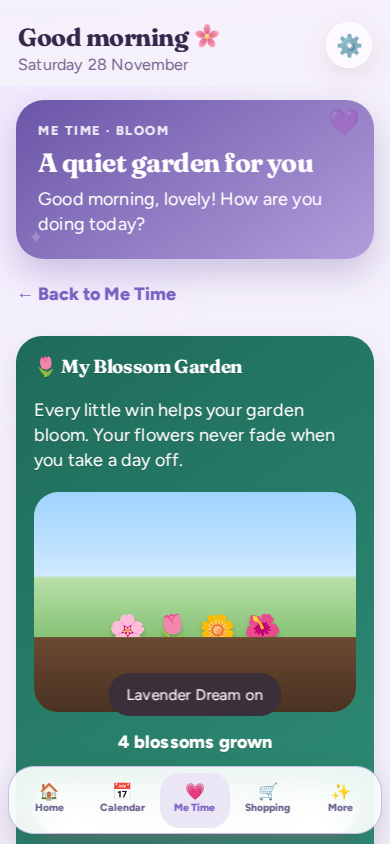 Good morning 🌸
Saturday 28 November
ME TIME · BLOOM
A quiet garden for you
Good morning, lovely! How are you
doing today?
← Back to Me Time
🌷 My Blossom Garden
Every little win helps your garden
bloom. Your flowers never fade when
you take a day off.
Lavender Dream on
4 blossoms grown
Home
Calendar
Me Time
Shopping
More